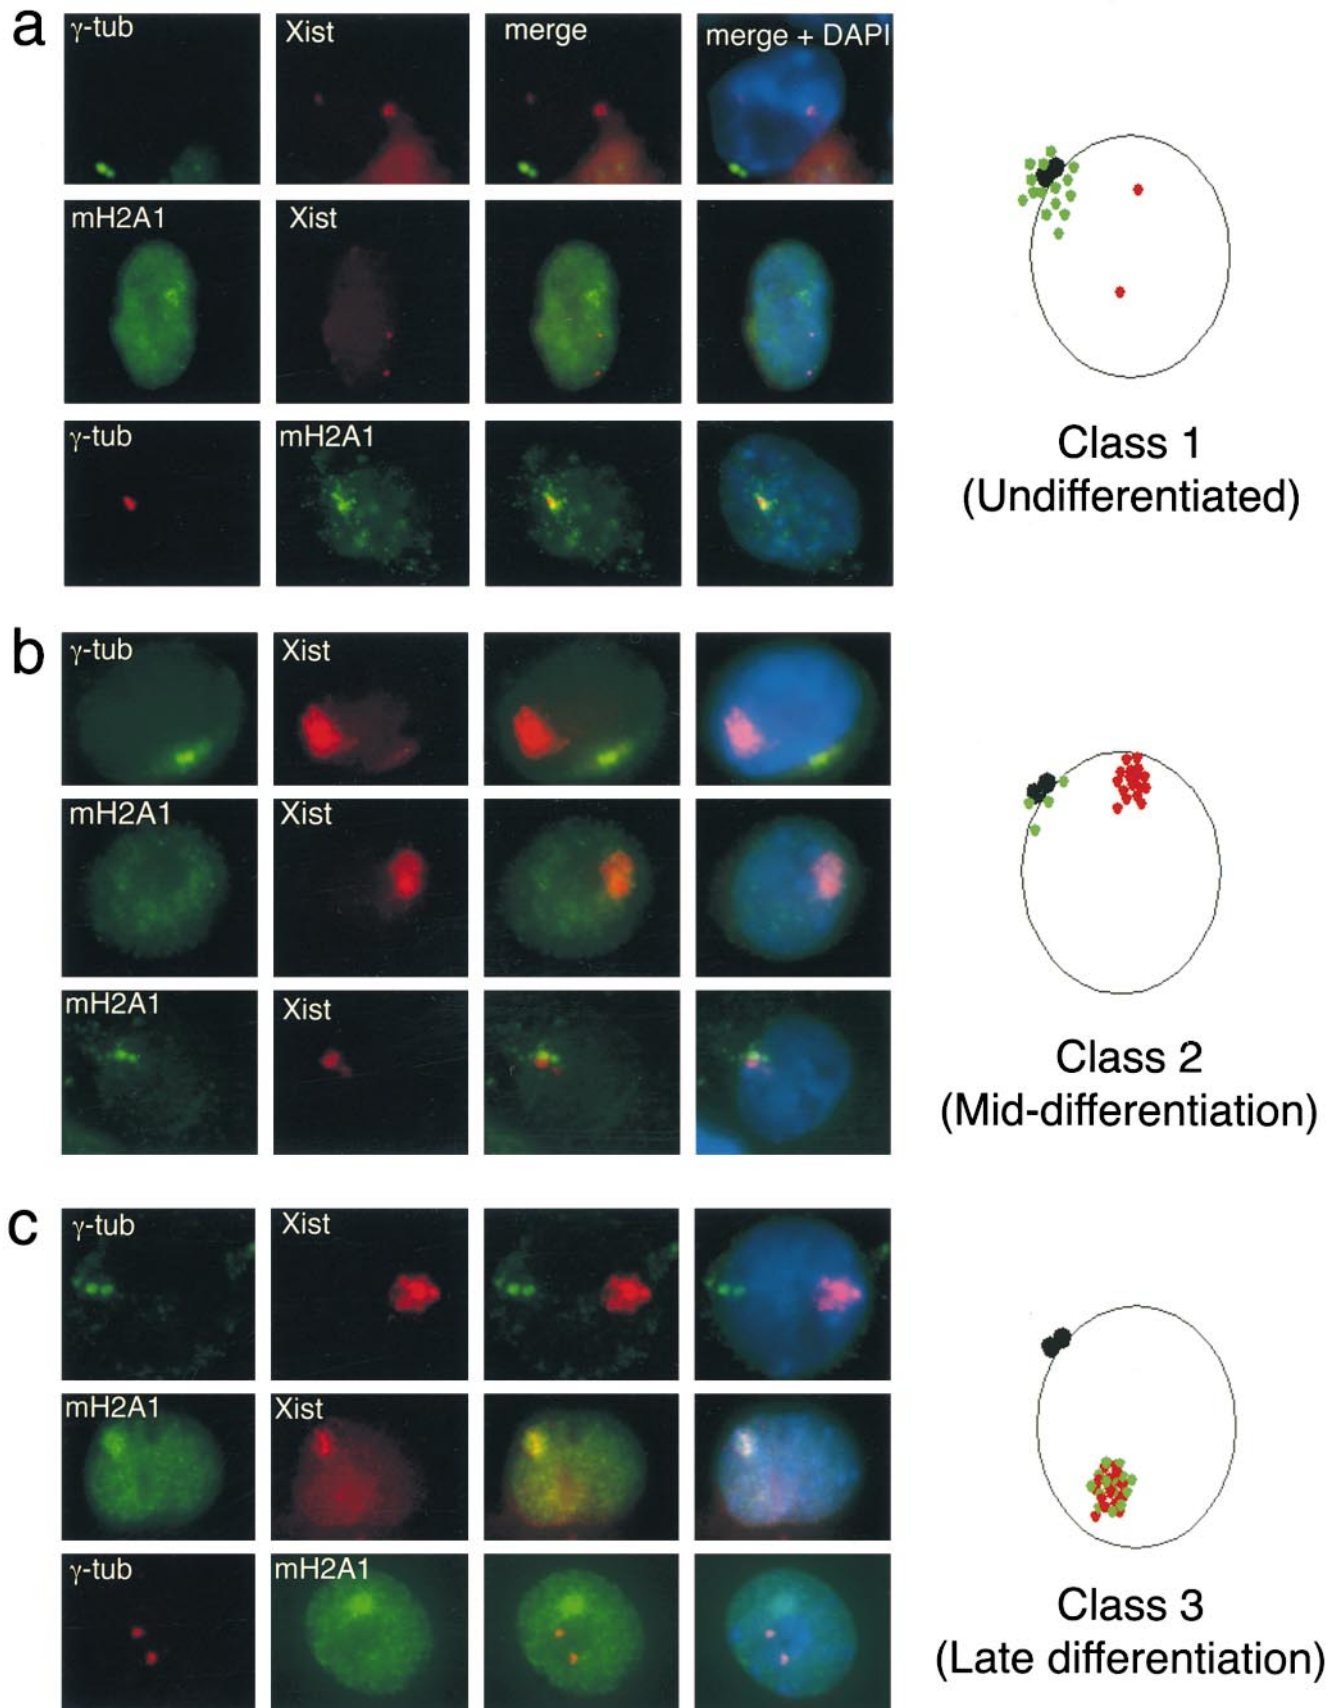 a
γ-tub
Xist
merge
merge + DAPI
mH2A1
Xist
γ-tub
mH2A1
Class 1
(Undifferentiated)
b
γ-tub
Xist
mH2A1
Xist
mH2A1
Xist
Class 2
(Mid-differentiation)
c
γ-tub
Xist
mH2A1
Xist
γ-tub
mH2A1
Class 3
(Late differentiation)